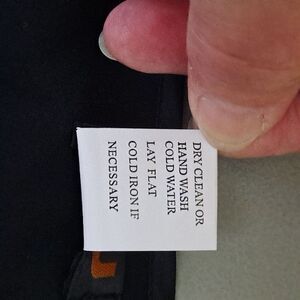 DRY CLEAN OR
HAND WASH
COLD WATER
LAY FLAT
COLD IRON IF
NECESSARY